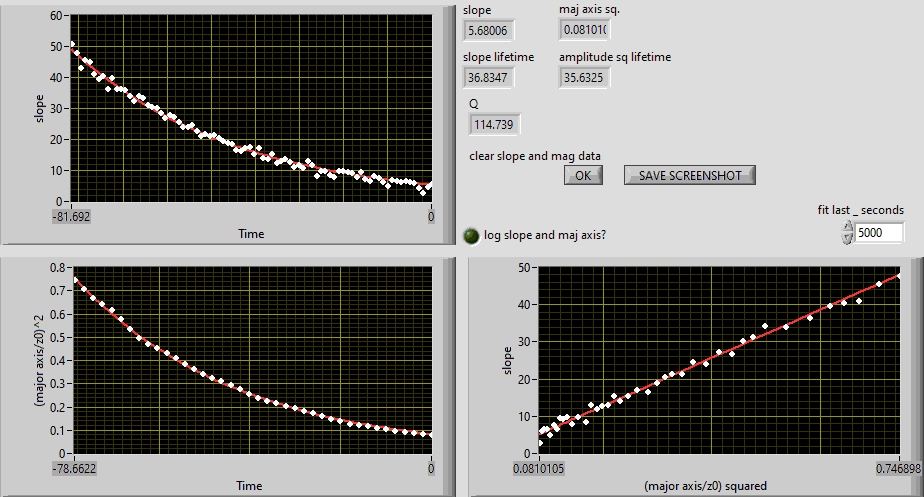 60
50
40
30
20
10
0
slope
-81.692
0
Time
slope
maj axis sq.
5.68006
0.08101(
slope lifetime
amplitude sq lifetime
36.8347
35.6325
Q
114.739
clear slope and mag data
OK
SAVE SCREENSHOT
fit last _ seconds
log slope and maj axis?
5000
0.8
0.7
0.6
0.5
0.4
0.3
0.2
0.1
0
(major axis/z0)^2
-78.6622
0
Time
50
40
30
20
10
0
slope
0.0810105
0.746898
(major axis/z0) squared